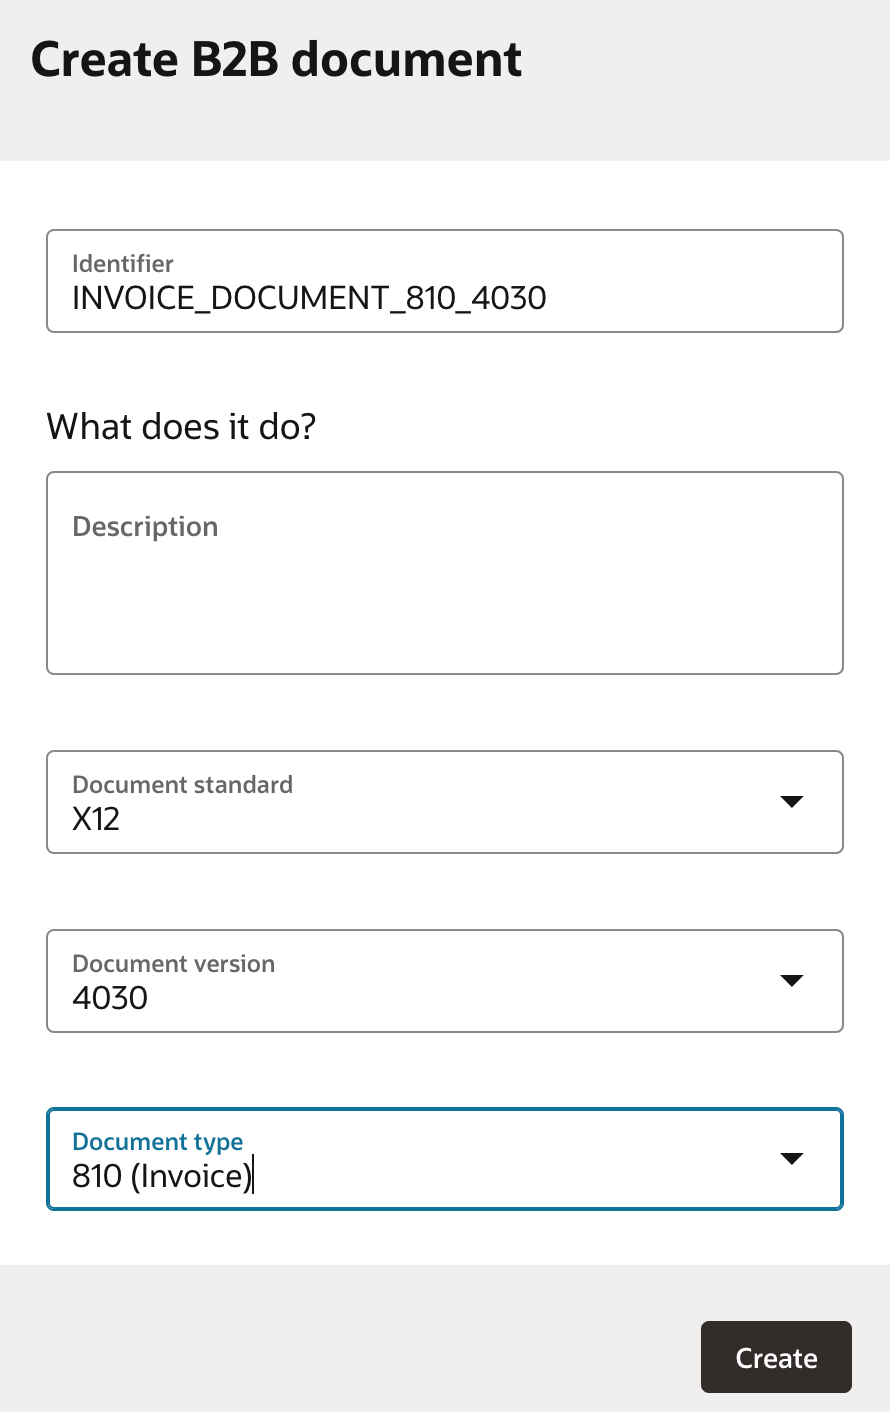 Create B2B document
Identifier
INVOICE_DOCUMENT_810_4030
What does it do?
Description
Document standard
X12
Document version
4030
Document type
810 (Invoice)
Create